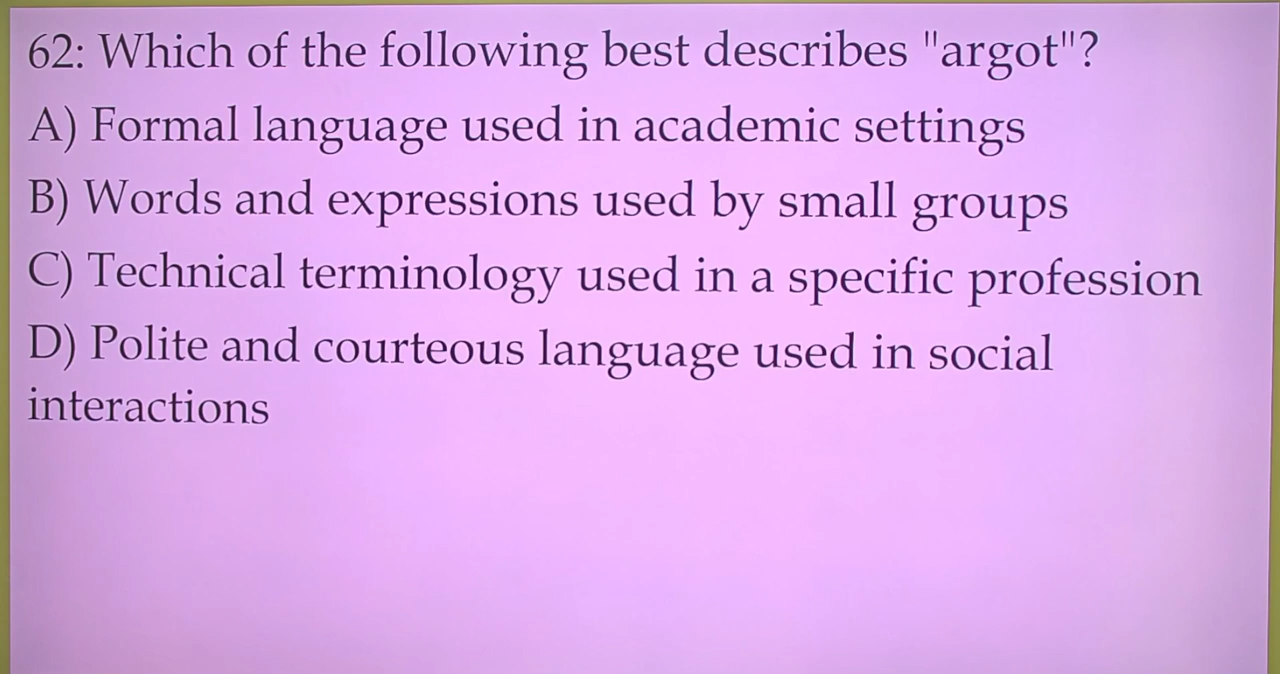 62: Which of the following best describes "argot"?
A) Formal language used in academic settings
B) Words and expressions used by small groups
C) Technical terminology used in a specific profession
D) Polite and courteous language used in social
interactions